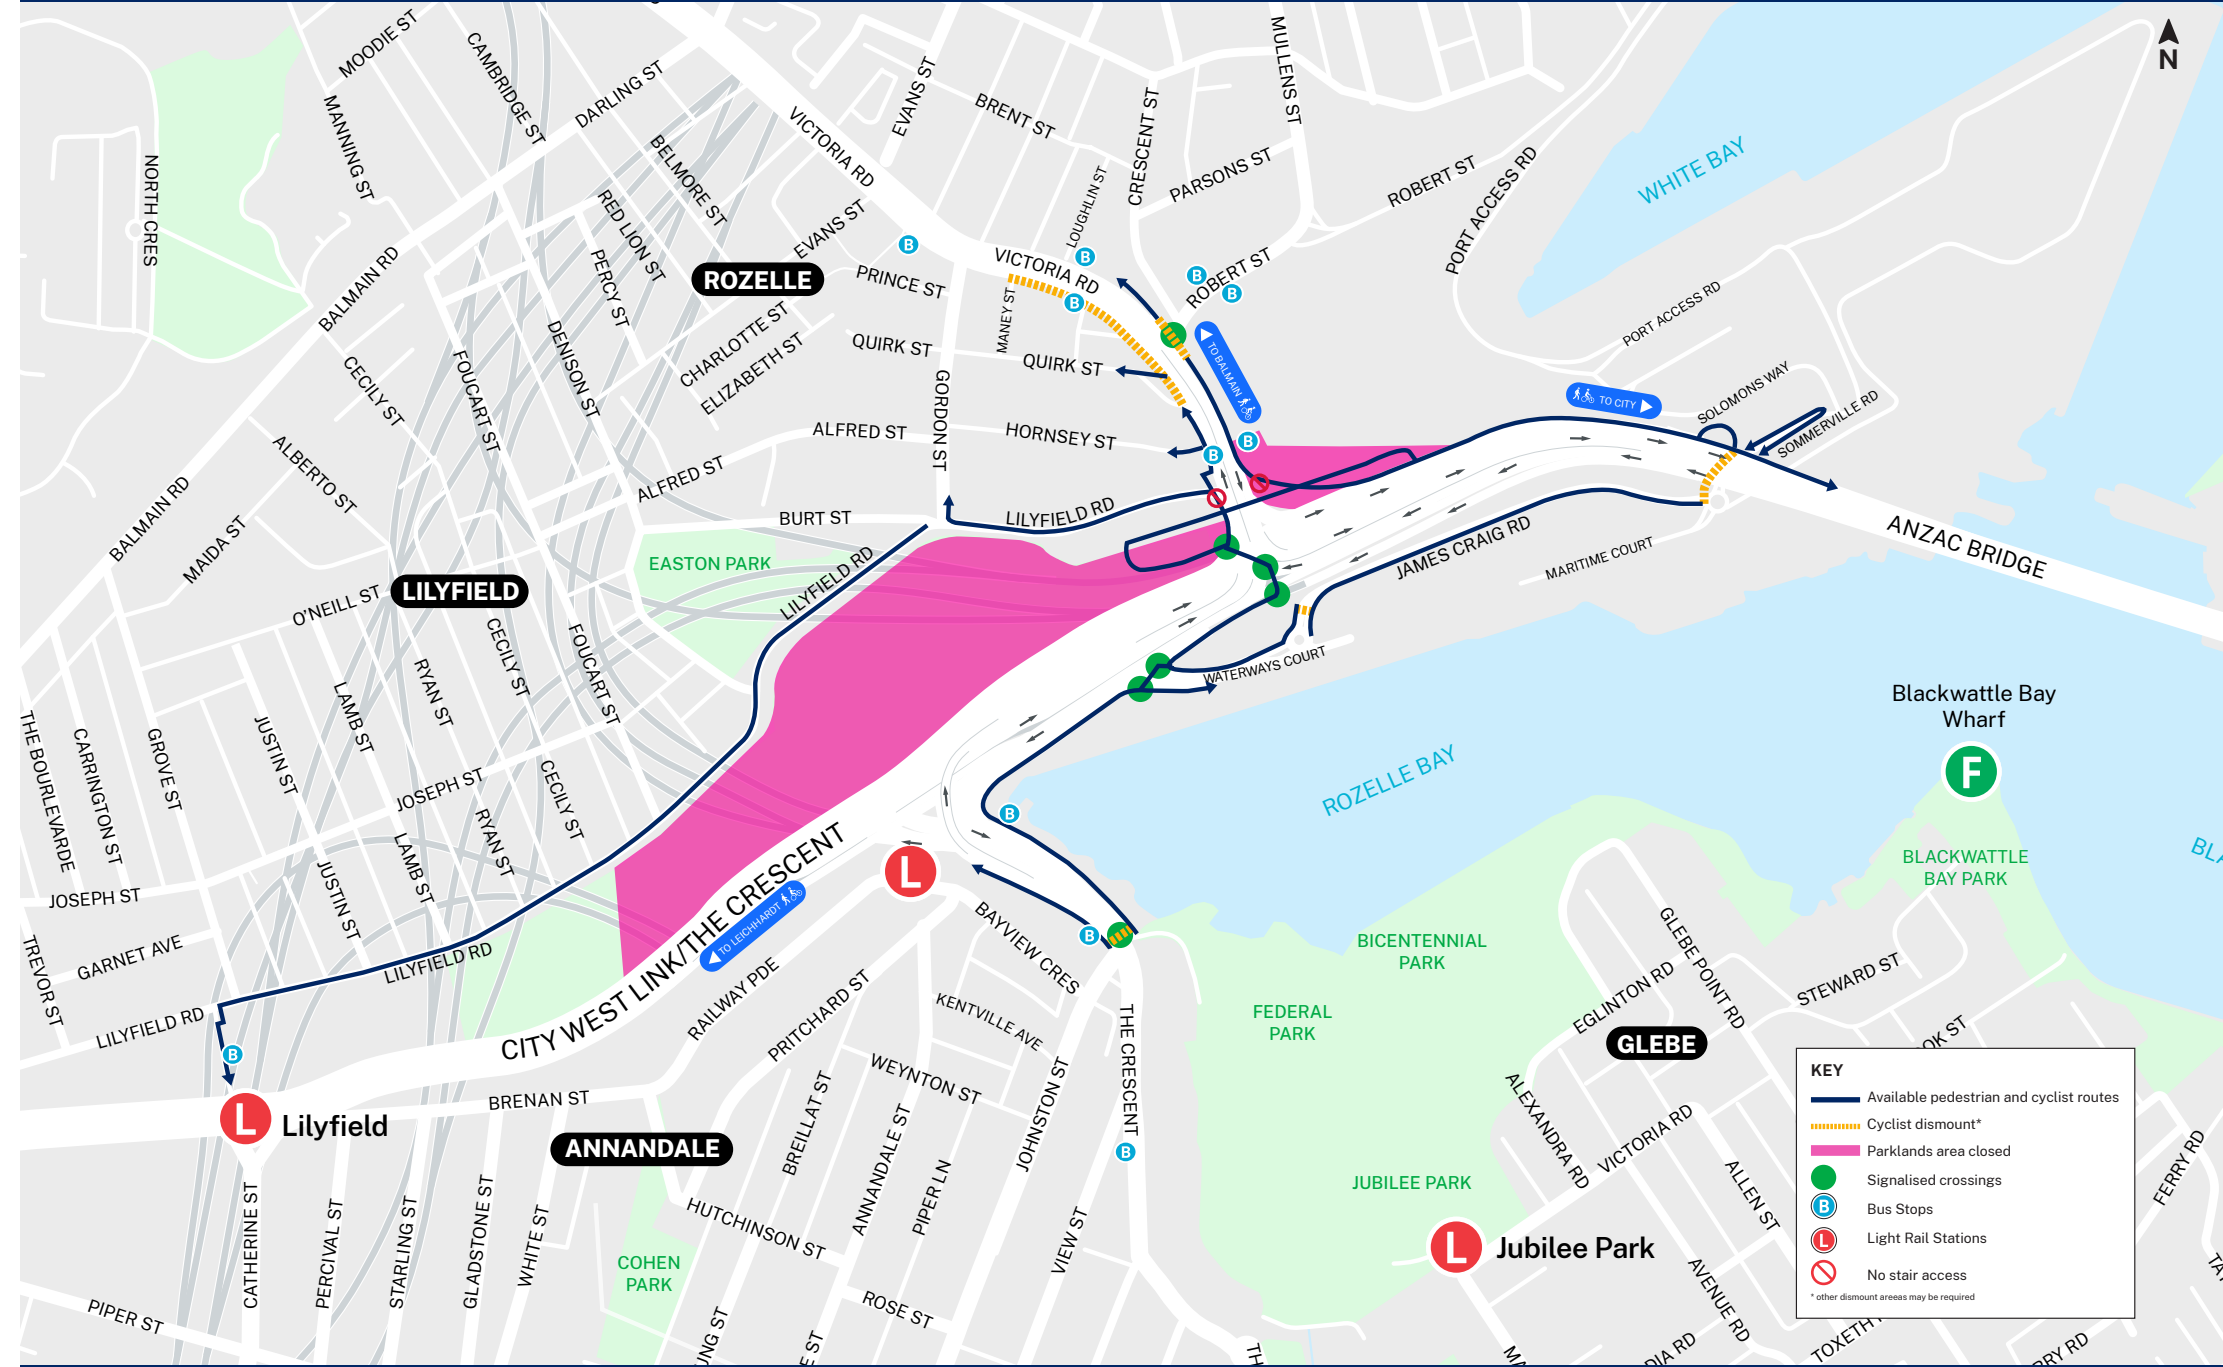 MOODIE ST
CAMBRIDGE ST
DARLING ST
MANNING ST
NORTH CRES
BELMORE ST
RED LION ST
PERCY ST
VICTORIA RD
EVANS ST
BRENT ST
CRESCENT ST
MULLENS ST
PARSONS ST
ROBERT ST
PORT ACCESS RD
WHITE BAY
N
LOUGHLIN ST
EVANS ST
B
ROZELLE
PRINCE ST
VICTORIA RD
B
B
B
B
ROBERT ST
BALMAIN RD
CHARLOTTE ST
ELIZABETH ST
QUIRK ST
MANEY ST
QUIRK ST
TO BALMAIN
PORT ACCESS RD
DENISON ST
FOUCART ST
CECILY ST
GORDON ST
ALFRED ST
HORNSEY ST
B
B
TO CITY
SOLOMONS WAY
SOMMERVILLE RD
ALBERTO ST
ALFRED ST
BALMAIN RD
MAIDA ST
BURT ST
LILYFIELD RD
ANZAC BRIDGE
JAMES CRAIG RD
MARITIME COURT
EASTON PARK
LILYFIELD RD
LILYFIELD
O'NEILL ST
CECILY ST
FOUCART ST
RYAN ST
LAMB ST
WATERWAYS COURT
Blackwattle Bay
Wharf
F
THE BOURLEVARDE
CARRINGTON ST
GROVE ST
JUSTIN ST
JOSEPH ST
CECILY ST
RYAN ST
LAMB ST
JUSTIN ST
ROZELLE BAY
B
L
BLACKWATTLE
BAY PARK
JOSEPH ST
GARNET AVE
TREVOR ST
LILYFIELD RD
LILYFIELD RD
CITY WEST LINK/THE CRESCENT
TO LEICHHARDT
RAILWAY PDE
BAYVIEW CRES
B
BICENTENNIAL
PARK
FEDERAL
PARK
GLEBE POINT RD
EGLINTON RD
STEWARD ST
GLEBE
B
L
Lilyfield
BRENAN ST
ANNANDALE
PRITCHARD ST
KENTVILLE AVE
WEYNTON ST
BREILLAT ST
ANNANDALE ST
PIPER LN
JOHNSTON ST
THE CRESCENT
B
VIEW ST
HUTCHINSON ST
ROSE ST
COHEN
PARK
CATHERINE ST
PERCIVAL ST
STARLING ST
GLADSTONE ST
WHITE ST
PIPER ST
JUBILEE PARK
L
Jubilee Park
ALEXANDRA RD
VICTORIA RD
ALLEN ST
AVENUE RD
FERRY RD
KEY
Available pedestrian and cyclist routes
Cyclist dismount*
Parklands area closed
Signalised crossings
B
Bus Stops
L
Light Rail Stations
No stair access
* other dismount areeas may be required